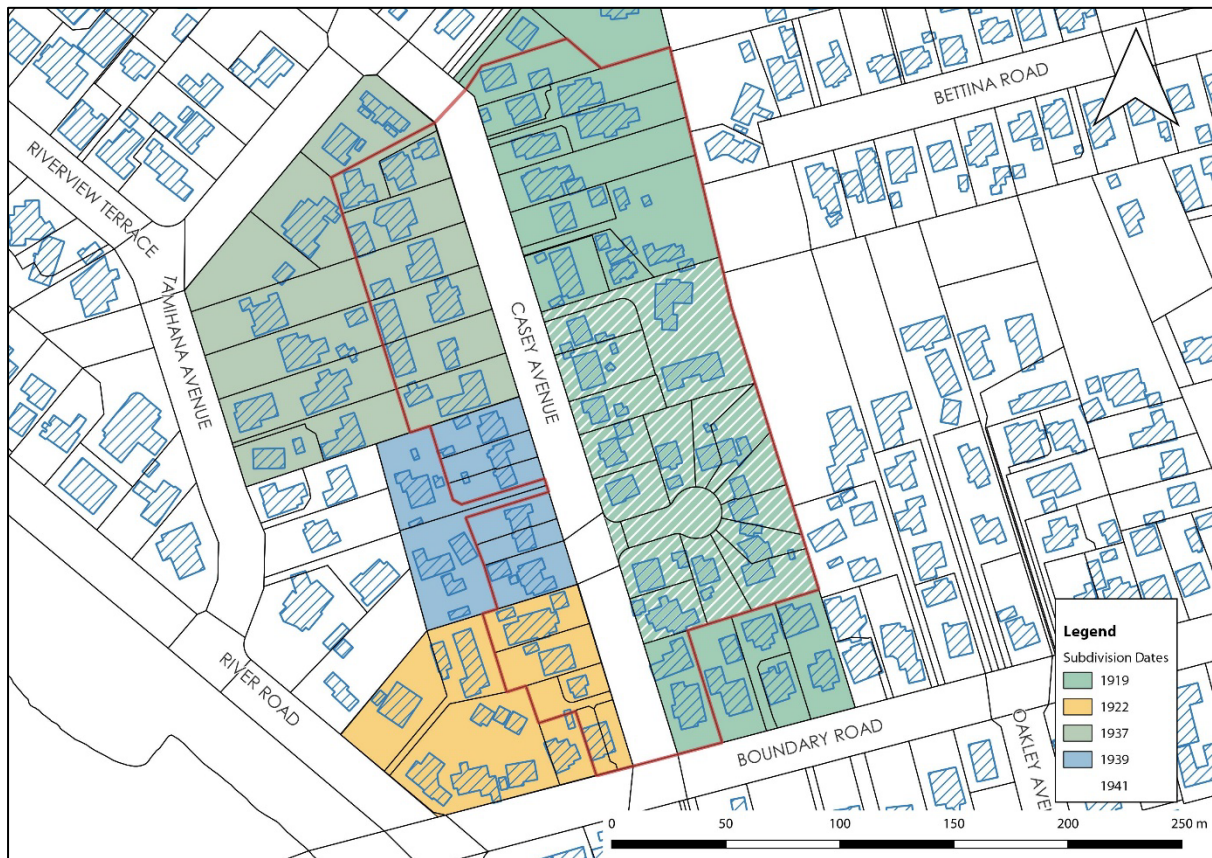 BETTINA ROAD
RIVERVIEW TERRACE
TAMIHANA AVENUE
CASEY AVENUE
RIVER ROAD
BOUNDARY ROAD
OAKLEY AVEN
Legend
Subdivision Dates
1919
1922
1937
1939
1941
0 50 100 150 200 250 m